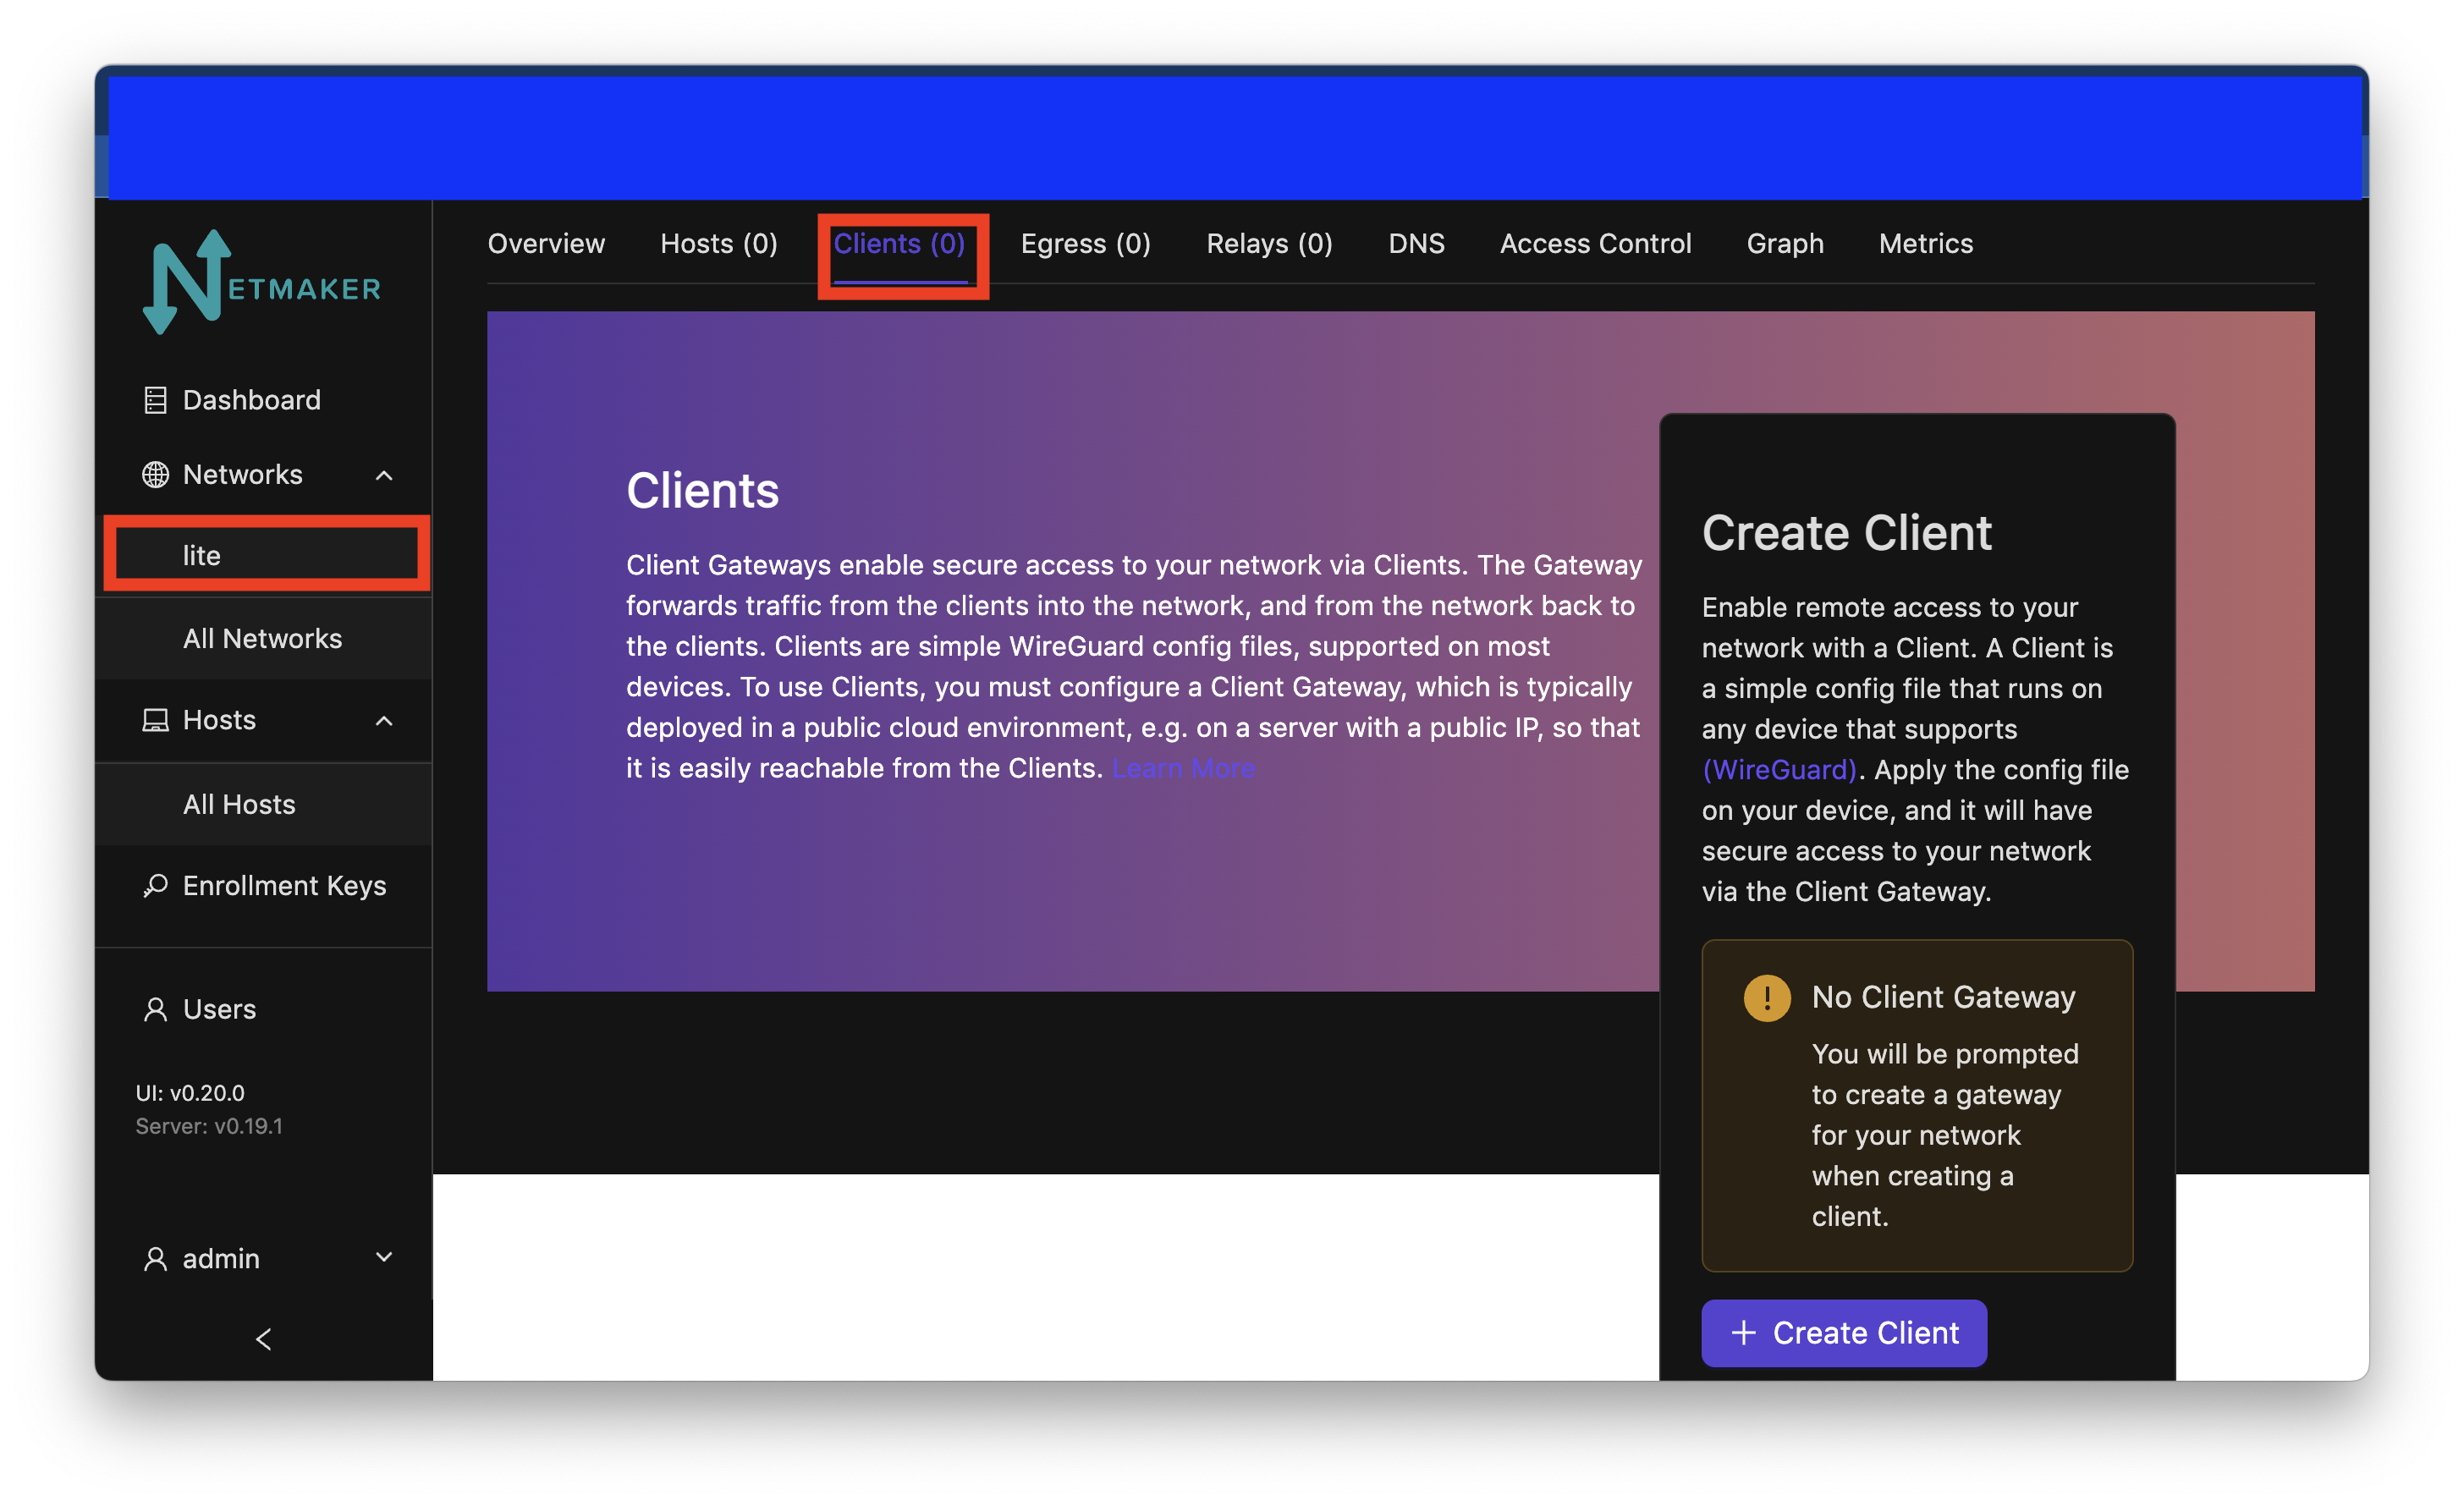 NETMAKER
Dashboard
Networks
lite
All Networks
Hosts
All Hosts
Enrollment Keys
Users
UI: v0.20.0
Server: v0.19.1
admin
Overview Hosts (0) Clients (0) Egress (0) Relays (0) DNS Access Control Graph Metrics
Clients
Client Gateways enable secure access to your network via Clients. The Gateway
forwards traffic from the clients into the network, and from the network back to
the clients. Clients are simple WireGuard config files, supported on most
devices. To use Clients, you must configure a Client Gateway, which is typically
deployed in a public cloud environment, e.g. on a server with a public IP, so that
it is easily reachable from the Clients. Learn More
Create Client
Enable remote access to your
network with a Client. A Client is
a simple config file that runs on
any device that supports
(WireGuard). Apply the config file
on your device, and it will have
secure access to your network
via the Client Gateway.
No Client Gateway
You will be prompted
to create a gateway
for your network
when creating a
client.
+ Create Client